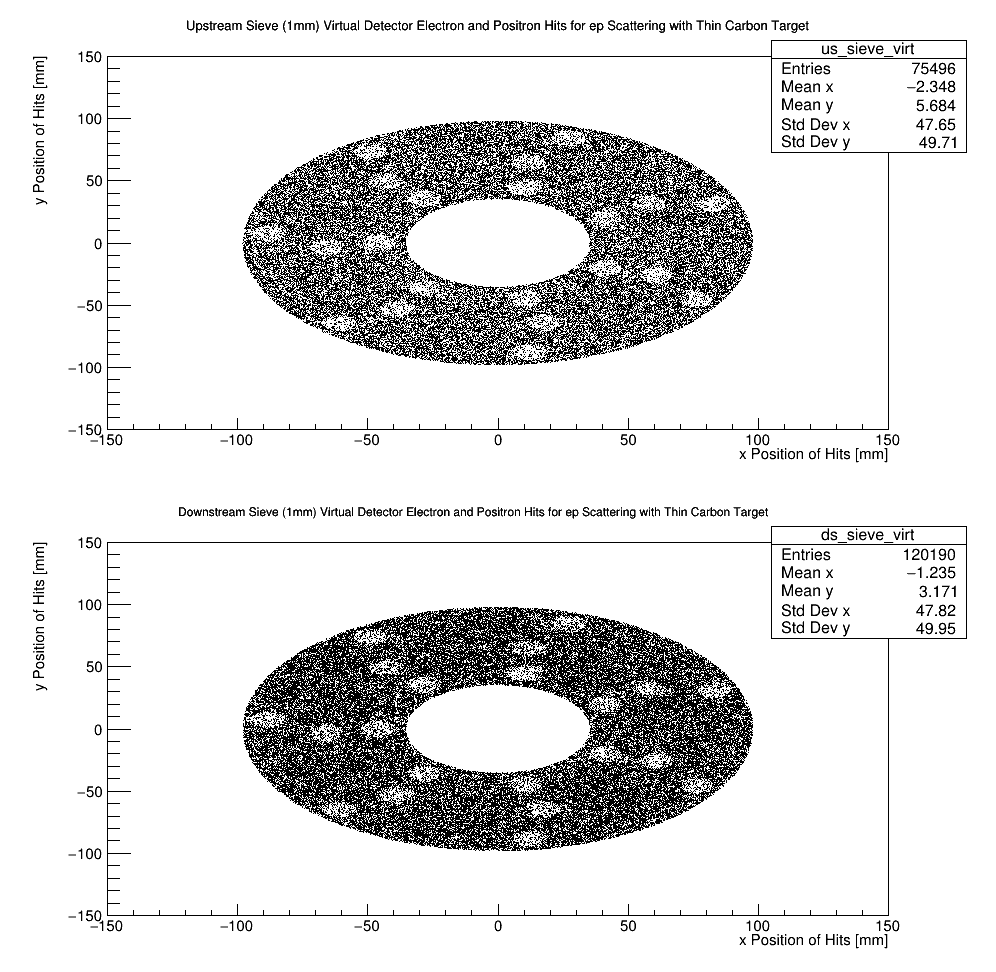 Upstream Sieve (1mm) Virtual Detector Electron and Positron Hits for ep Scattering with Thin Carbon Target
us_sieve_virt
Entries 75496
Mean x −2.348
Mean y 5.684
Std Dev x 47.65
Std Dev y 49.71
y Position of Hits [mm]
150
100
50
0
−50
−100
−150
−150 −100 −50 0 50 100 150
x Position of Hits [mm]
Downstream Sieve (1mm) Virtual Detector Electron and Positron Hits for ep Scattering with Thin Carbon Target
ds_sieve_virt
Entries 120190
Mean x −1.235
Mean y 3.171
Std Dev x 47.82
Std Dev y 49.95
y Position of Hits [mm]
150
100
50
0
−50
−100
−150
−150 −100 −50 0 50 100 150
x Position of Hits [mm]